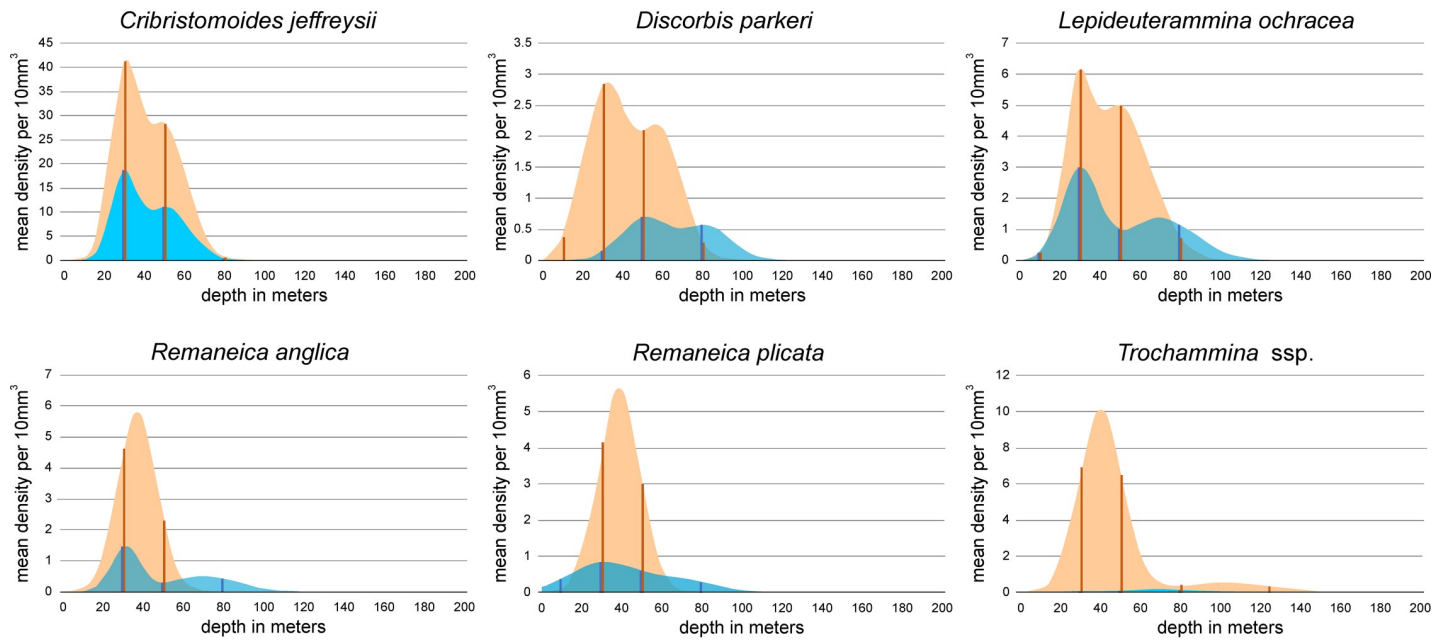 Cribristomoides jeffreysii
mean density per 10mm³
45
40
35
30
25
20
15
10
5
0
0 20 40 60 80 100 120 140 160 180 200
depth in meters
Discorbis parkeri
mean density per 10mm³
3.5
3
2.5
2
1.5
1
0.5
0
0 20 40 60 80 100 120 140 160 180 200
depth in meters
Lepideuterammina ochracea
mean density per 10mm³
7
6
5
4
3
2
1
0
0 20 40 60 80 100 120 140 160 180 200
depth in meters
Remaneica anglica
mean density per 10mm³
7
6
5
4
3
2
1
0
0 20 40 60 80 100 120 140 160 180 200
depth in meters
Remaneica plicata
mean density per 10mm³
6
5
4
3
2
1
0
0 20 40 60 80 100 120 140 160 180 200
depth in meters
Trochammina ssp.
mean density per 10mm³
12
10
8
6
4
2
0
0 20 40 60 80 100 120 140 160 180 200
depth in meters